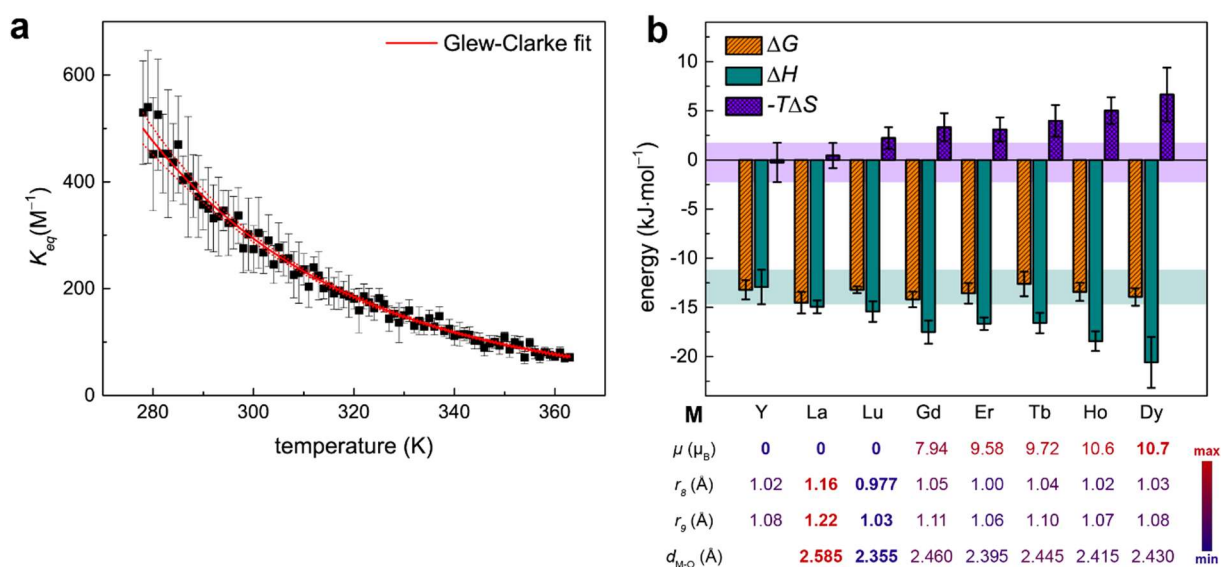 a
Glew-Clarke fit
600
400
200
0
K_eq (M⁻¹)
280 300 320 340 360
temperature (K)
b
ΔG
ΔH
-TΔS
10
5
0
-5
-10
-15
-20
energy (kJ·mol⁻¹)
M Y La Lu Gd Er Tb Ho Dy
μ (μ_B) 0 0 0 7.94 9.58 9.72 10.6 10.7
r₈ (Å) 1.02 1.16 0.977 1.05 1.00 1.04 1.02 1.03
r₉ (Å) 1.08 1.22 1.03 1.11 1.06 1.10 1.07 1.08
d_M-O (Å) 2.585 2.355 2.460 2.395 2.445 2.415 2.430
max
min